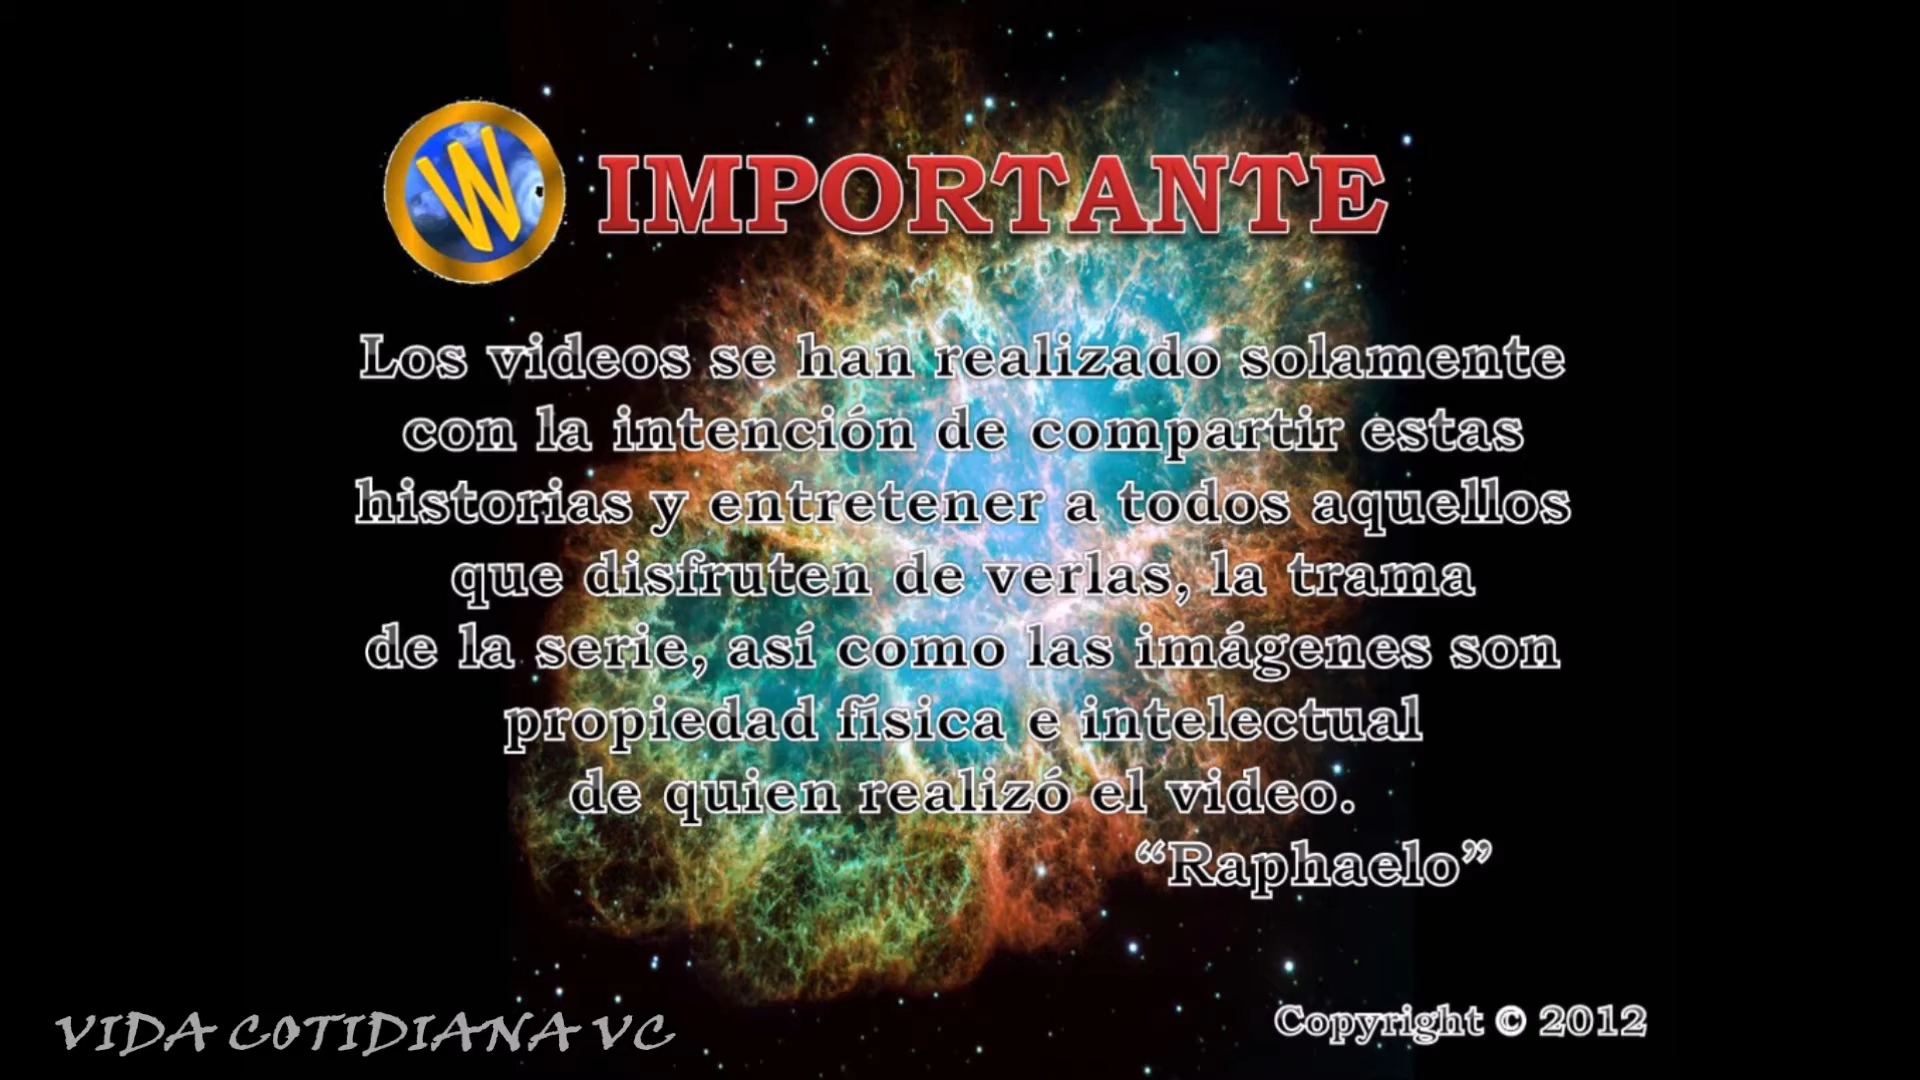 W IMPORTANTE
Los videos se han realizado solamente
con la intención de compartir estas
historias y entretener a todos aquellos
que disfruten de verlas, la trama
de la serie, así como las imágenes son
propiedad física e intelectual
de quien realizó el video.
“Raphaelo”
VIDA COTIDIANA VC
Copyright © 2012